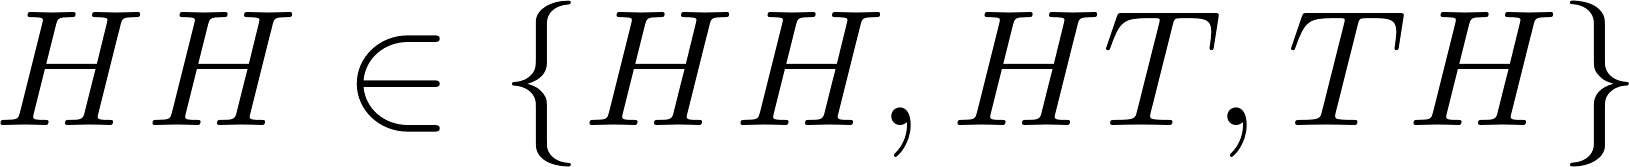 HH ∈ {HH, HT, TH}